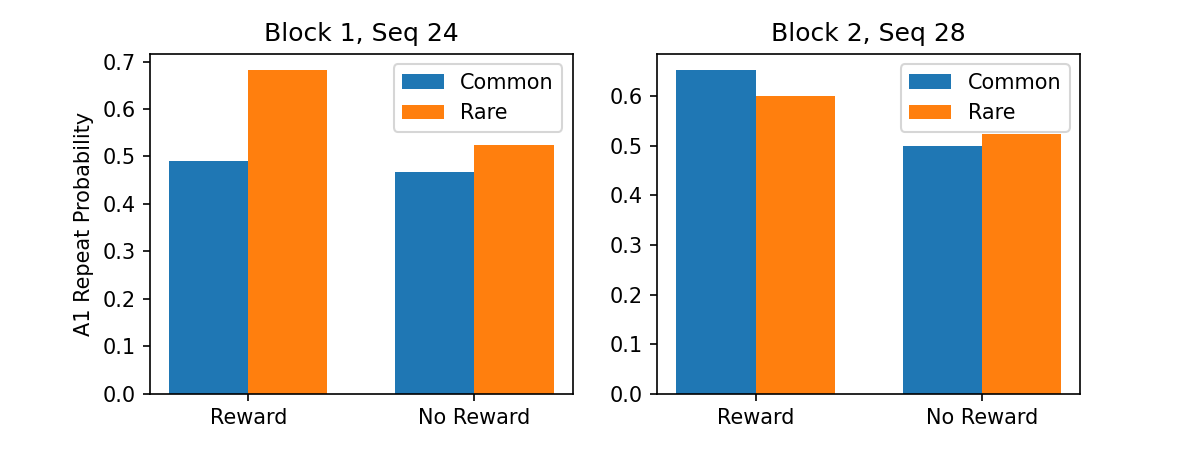 Block 1, Seq 24
A1 Repeat Probability
0.7
0.6
0.5
0.4
0.3
0.2
0.1
0.0
Common
Rare
Reward
No Reward
Block 2, Seq 28
0.6
0.5
0.4
0.3
0.2
0.1
0.0
Common
Rare
Reward
No Reward